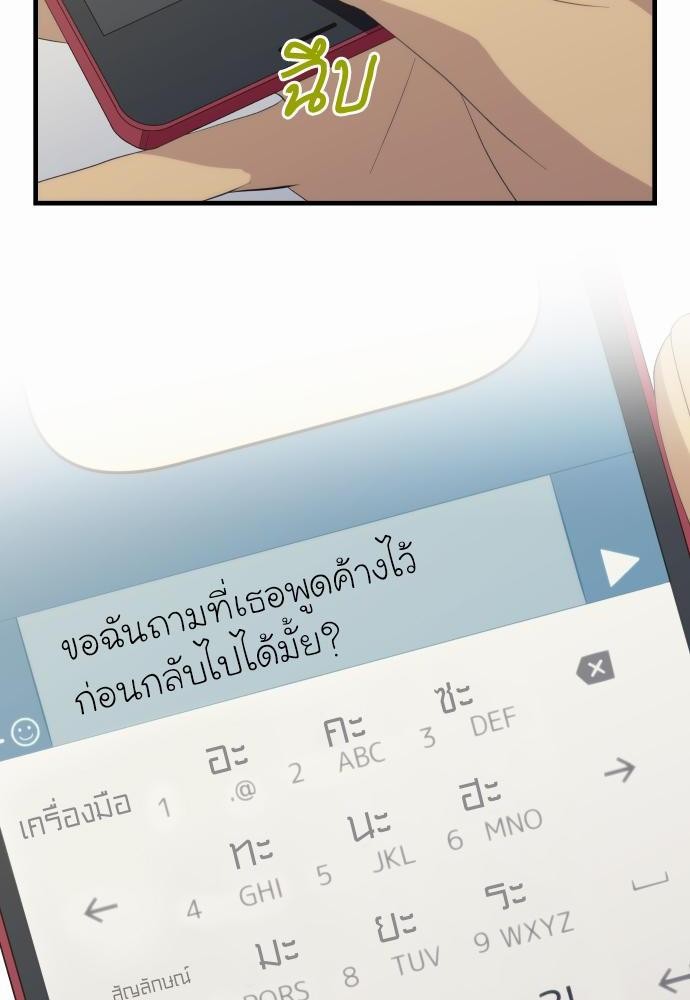 ฉึบ
ขอฉันถามที่เธอพูดค้างไว้
ก่อนกลับไปได้มั้ย?
เครื่องมือ 1 อะ .@ 2 คะ ABC 3 ซะ DEF
4 ทะ GHI 5 นะ JKL 6 ฮะ MNO
สัญลักษณ์ มะ PQRS 8 ยะ TUV 9 ระ WXYZ